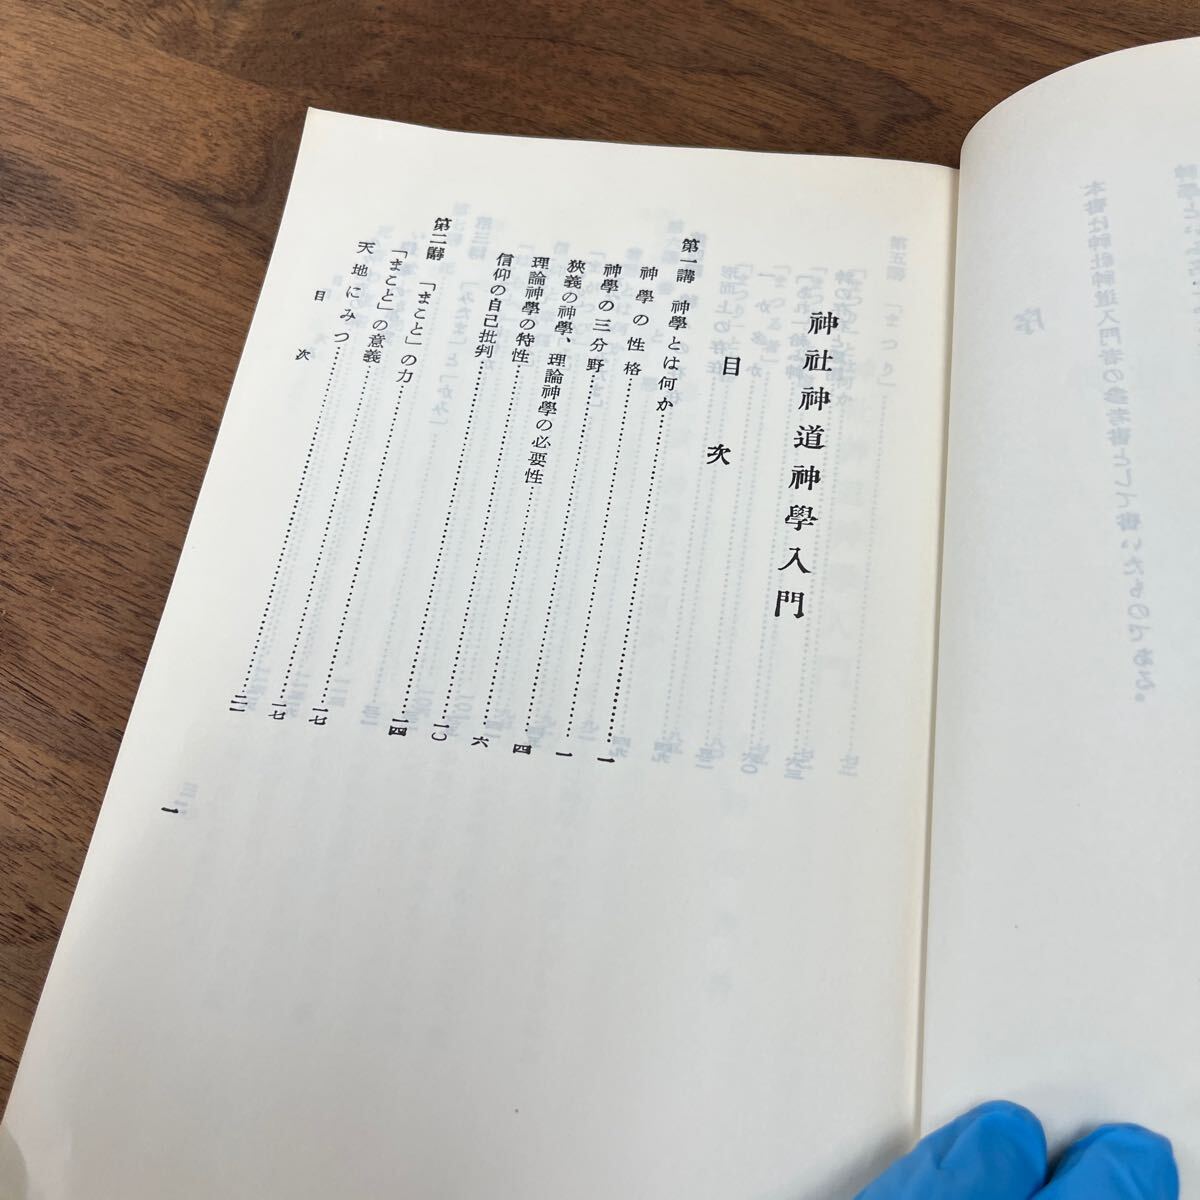 神社神道神學入門
目次
第一講 神學とは何か……一
神學の性格……一
神學の三分野……四
狹義の神學、理論神學の必要性……六
理論神學の特性……一〇
信仰の自己批判……一四
第二講 「まこと」の力……一七
「まこと」の意義……一七
天地にみつ……二一
目次
一